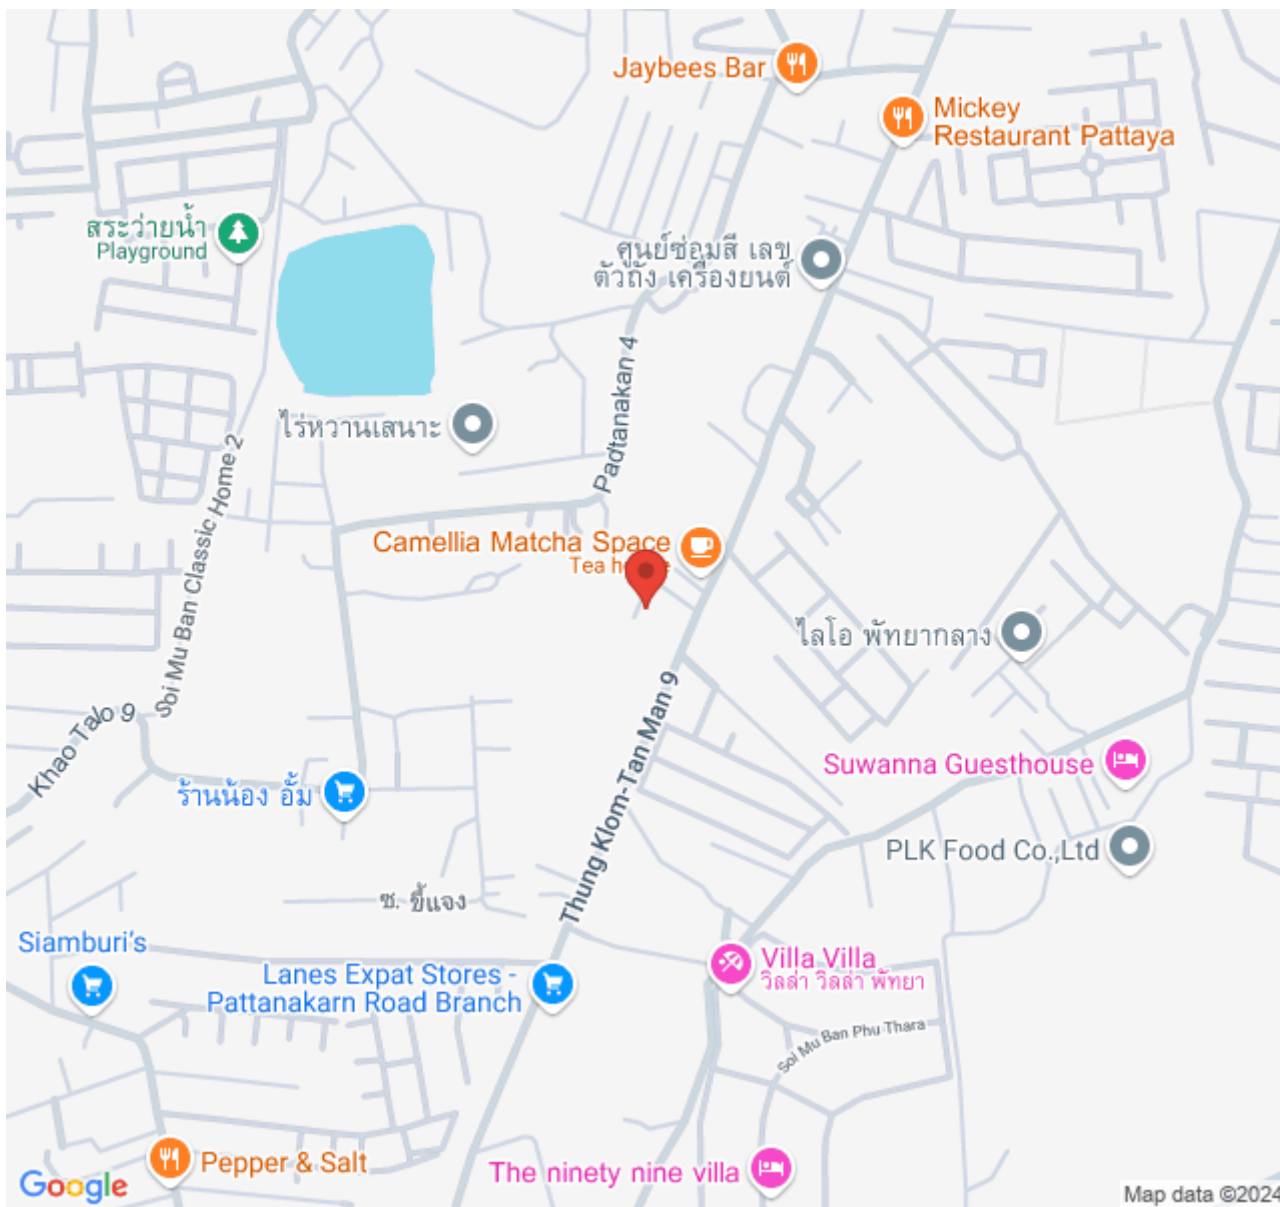 Jaybees Bar
Mickey
Restaurant Pattaya
สระว่ายน้ำ
Playground
ศูนย์ซ่อมสี เลข
ตัวถัง เครื่องยนต์
Padtanakan 4
ไร่หวานเสนาะ
Soi Mu Ban Classic Home 2
Camellia Matcha Space
Tea
ไลโอ พัทยากลาง
Khao Talo 9
Thung Klom-Tan Man 9
Suwanna Guesthouse
ร้านน้อง อั้ม
PLK Food Co.,Ltd
ซ. ขี้แจง
Siamburi's
Villa Villa
วิลล่า วิลล่า พัทยา
Lanes Expat Stores -
Pattanakarn Road Branch
Soi Mu Ban Phu Thara
Pepper & Salt
The ninety nine villa
Google
Map data ©2024